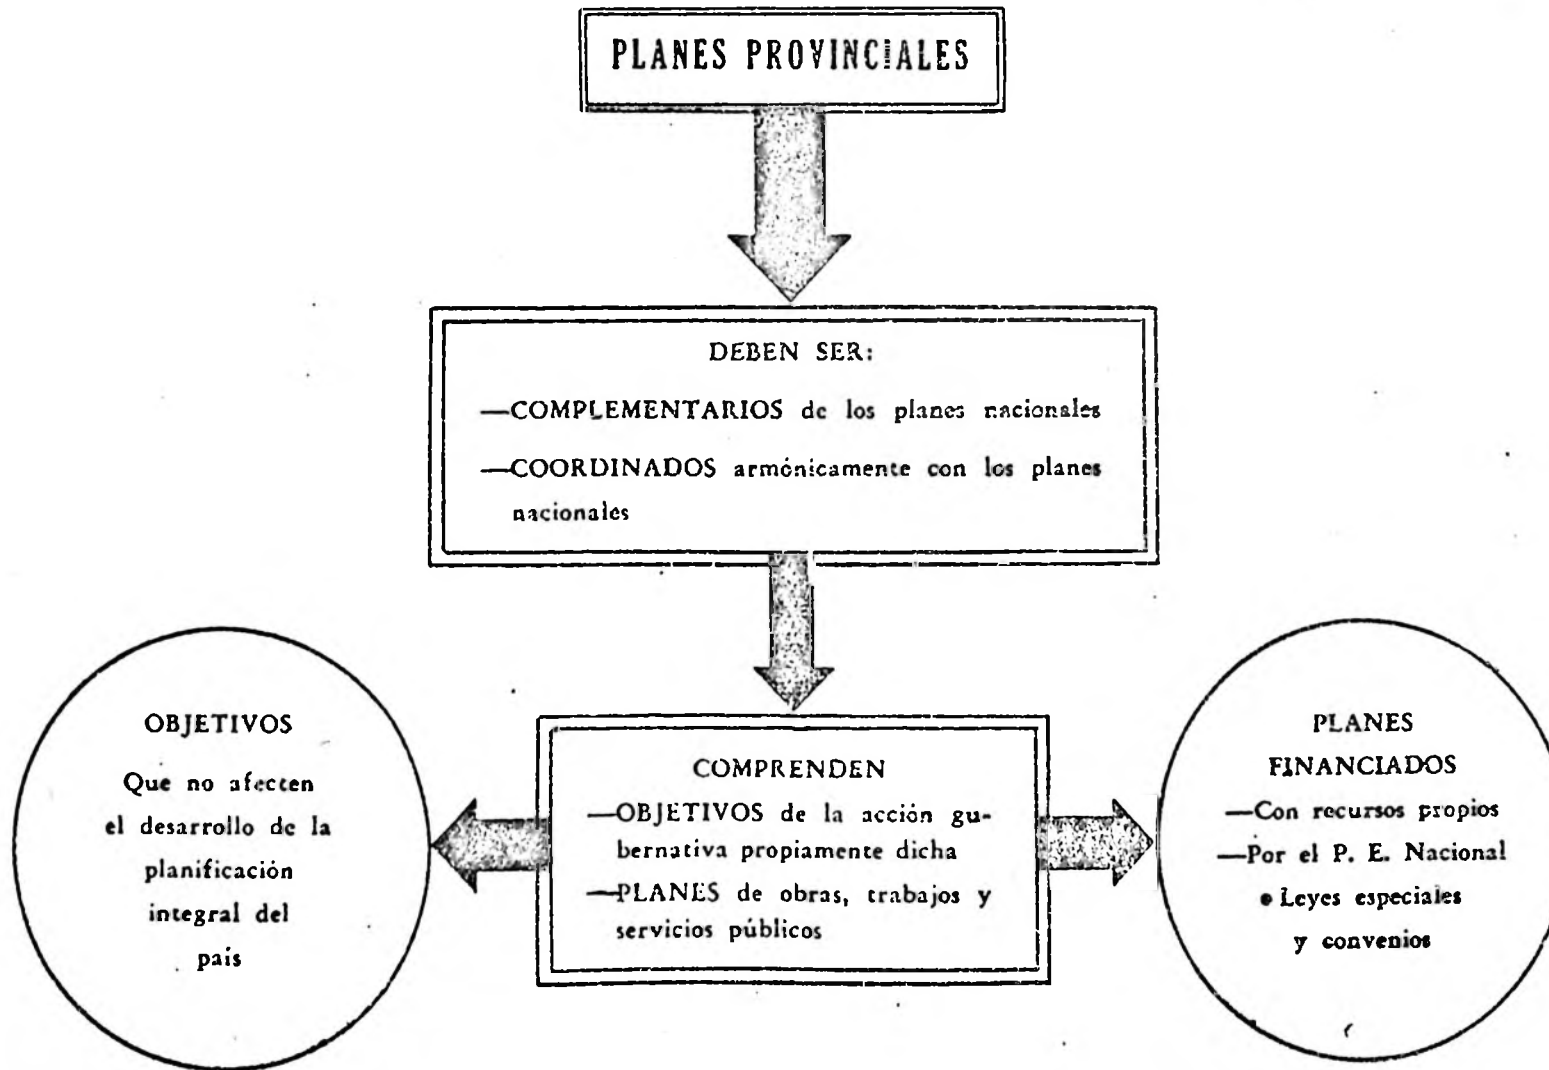 PLANES PROVINCIALES
DEBEN SER:
—COMPLEMENTARIOS de los planes nacionales
—COORDINADOS armónicamente con los planes
nacionales
OBJETIVOS
Que no afecten
el desarrollo de la
planificación
integral del
país
COMPRENDEN
—OBJETIVOS de la acción gu-
bernativa propiamente dicha
—PLANES de obras, trabajos y
servicios públicos
PLANES
FINANCIADOS
—Con recursos propios
—Por el P. E. Nacional
• Leyes especiales
y convenios